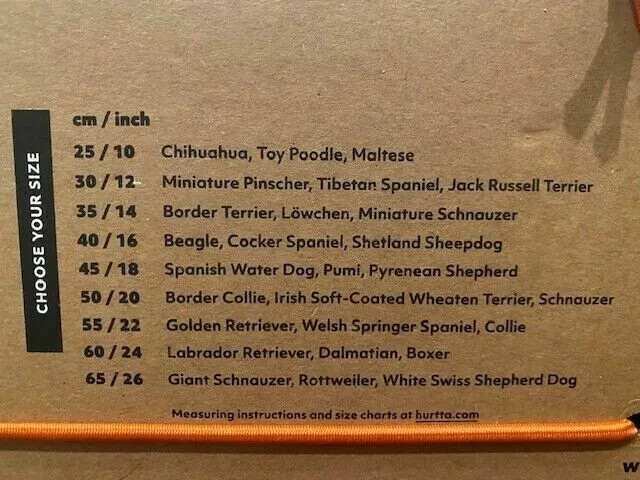 CHOOSE YOUR SIZE
cm / inch
25 / 10 Chihuahua, Toy Poodle, Maltese
30 / 12 Miniature Pinscher, Tibetan Spaniel, Jack Russell Terrier
35 / 14 Border Terrier, Löwchen, Miniature Schnauzer
40 / 16 Beagle, Cocker Spaniel, Shetland Sheepdog
45 / 18 Spanish Water Dog, Pumi, Pyrenean Shepherd
50 / 20 Border Collie, Irish Soft-Coated Wheaten Terrier, Schnauzer
55 / 22 Golden Retriever, Welsh Springer Spaniel, Collie
60 / 24 Labrador Retriever, Dalmatian, Boxer
65 / 26 Giant Schnauzer, Rottweiler, White Swiss Shepherd Dog
Measuring instructions and size charts at hurtta.com